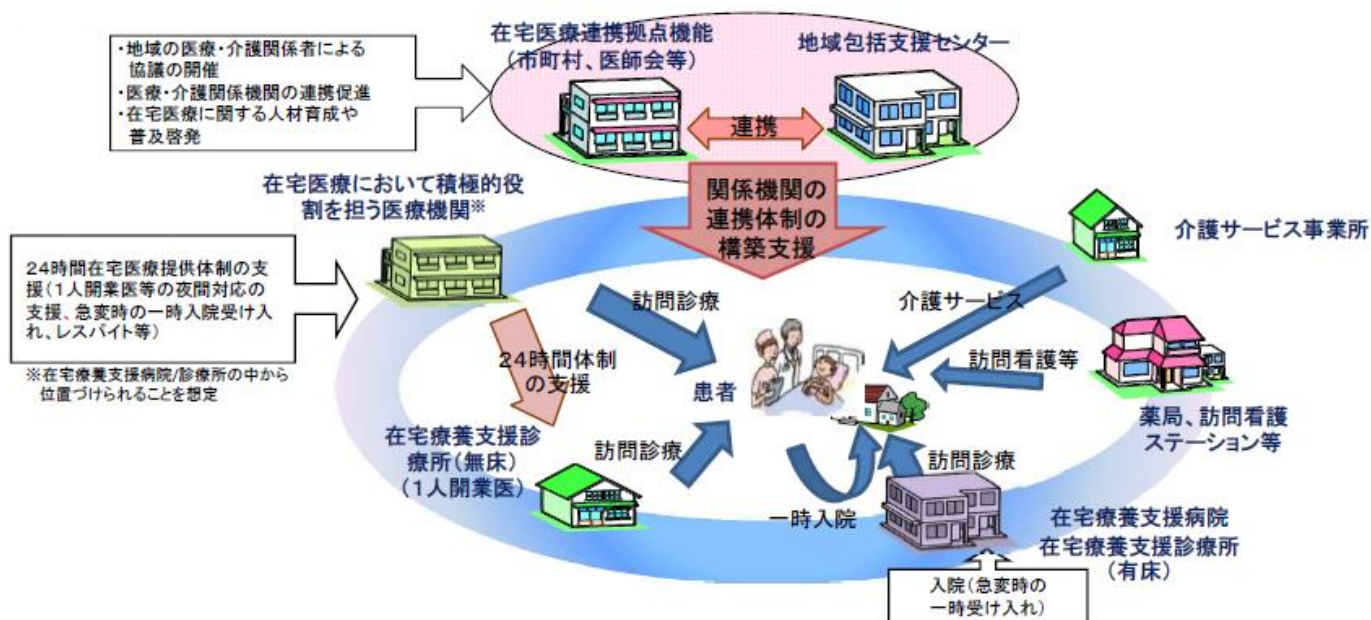 ・地域の医療・介護関係者による
協議の開催
・医療・介護関係機関の連携促進
・在宅医療に関する人材育成や
普及啓発
在宅医療連携拠点機能
(市町村、医師会等)
地域包括支援センター
連携
関係機関の
連携体制の
構築支援
在宅医療において積極的役
割を担う医療機関※
24時間在宅医療提供体制の支
援(1人開業医等の夜間対応の
支援、急変時の一時入院受け入
れ、レスパイト等)
※在宅療養支援病院/診療所の中から
位置づけられることを想定
介護サービス事業所
訪問診療
介護サービス
24時間体制
の支援
訪問看護等
患者
薬局、訪問看護
ステーション等
在宅療養支援診
療所(無床)
(1人開業医)
訪問診療
訪問診療
一時入院
在宅療養支援病院
在宅療養支援診療所
(有床)
入院(急変時の
一時受け入れ)